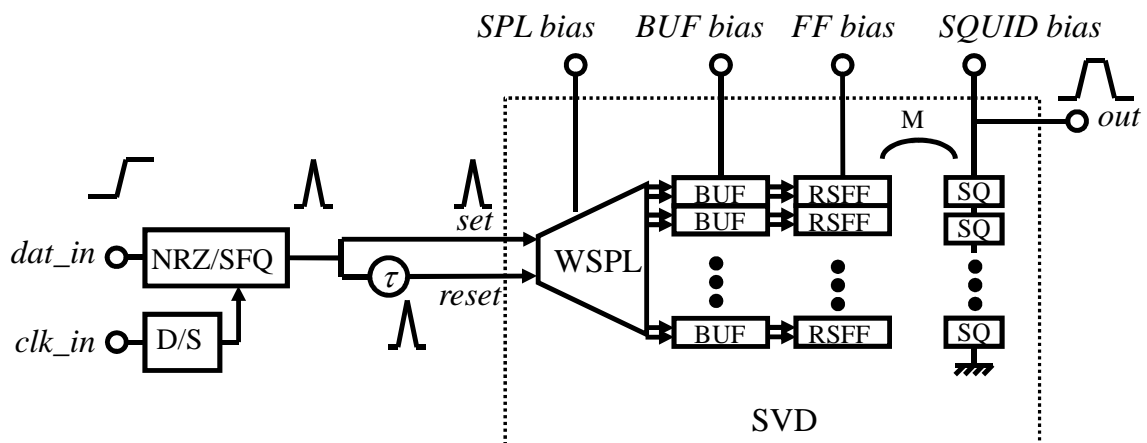 SPL bias BUF bias FF bias SQUID bias
M
out
BUF RSFF SQ
BUF RSFF SQ
set
dat_in NRZ/SFQ WSPL
τ reset
clk_in D/S BUF RSFF SQ
SVD